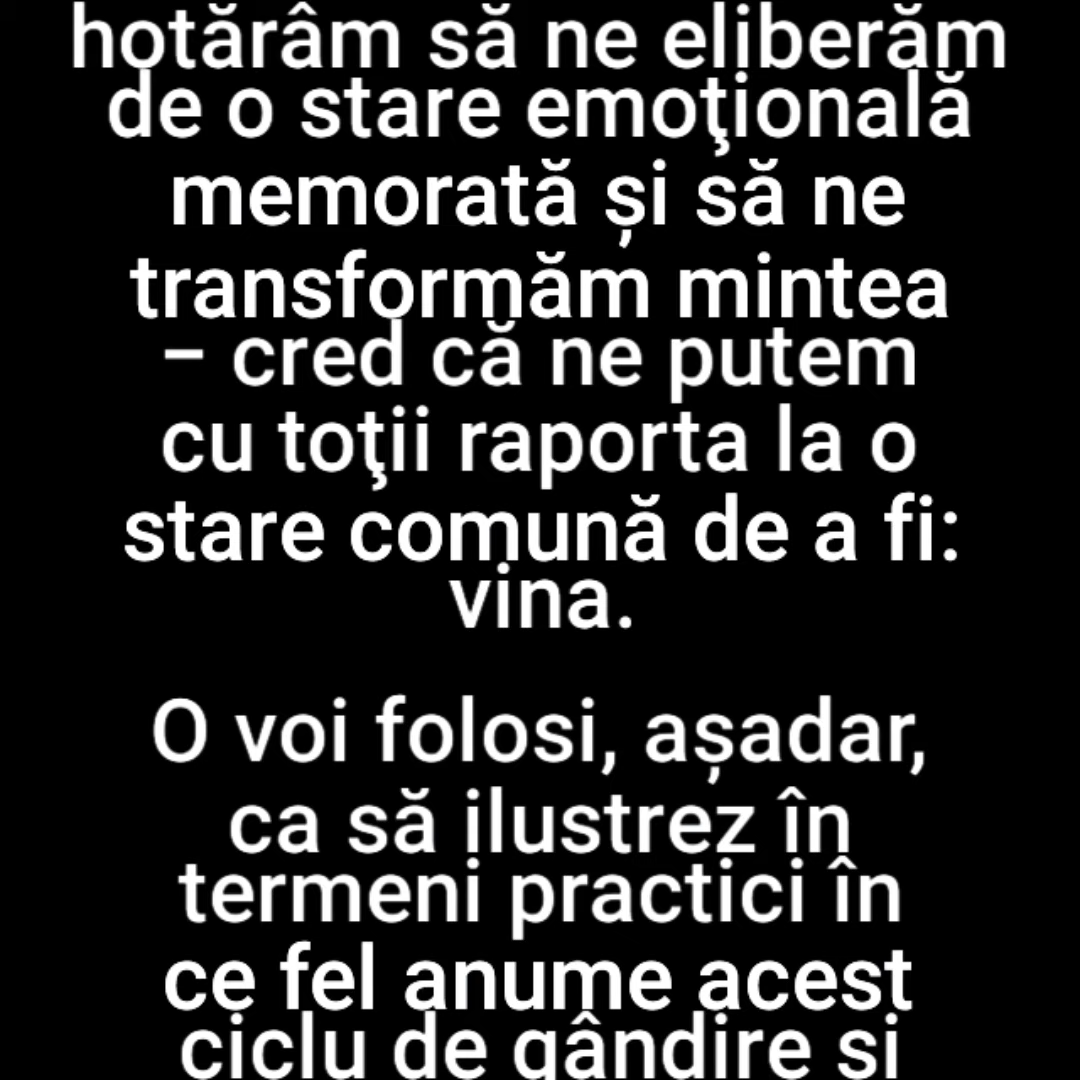 hotărâm să ne eliberăm
de o stare emoţională
memorată și să ne
transformăm mintea
– cred că ne putem
cu toţii raporta la o
stare comună de a fi:
vina.
O voi folosi, așadar,
ca să ilustrez în
termeni practici în
ce fel anume acest
ciclu de gândire și